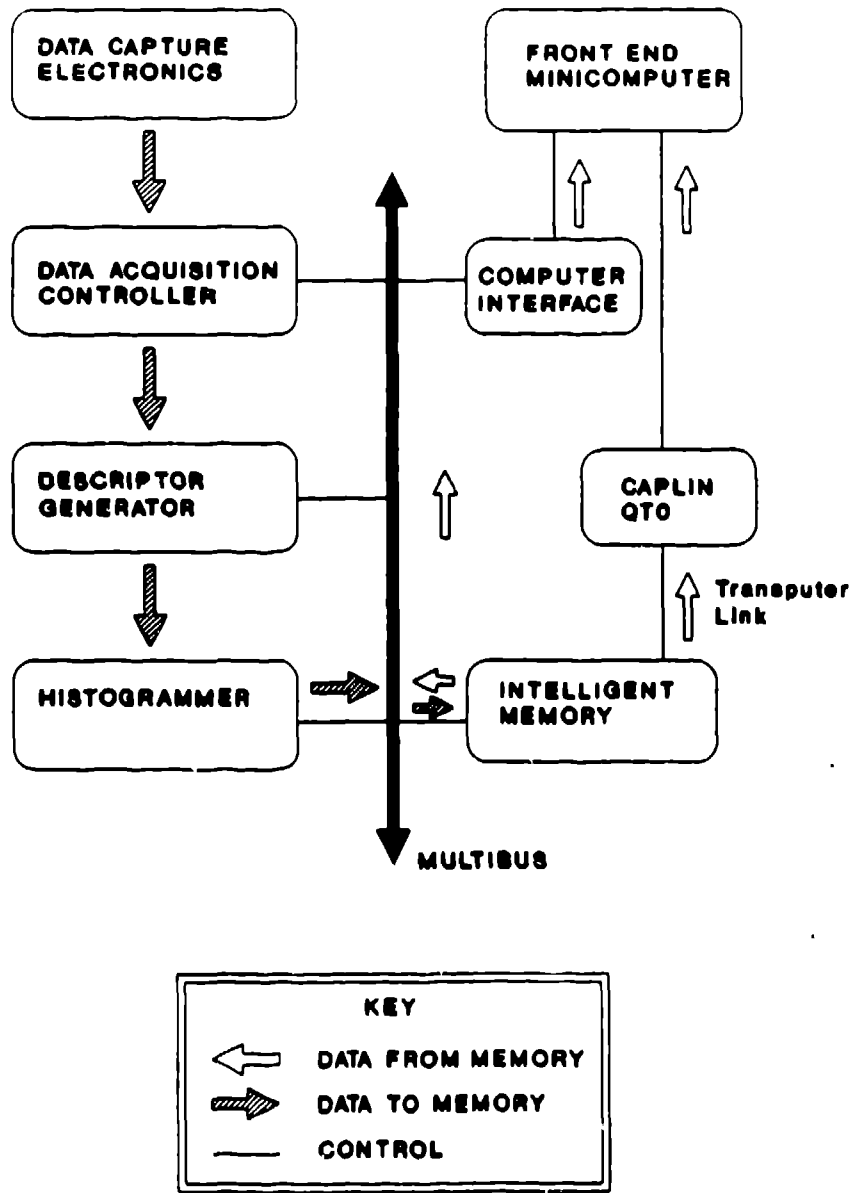 DATA CAPTURE
ELECTRONICS
FRONT END
MINICOMPUTER
DATA ACQUISITION
CONTROLLER
COMPUTER
INTERFACE
DESCRIPTOR
GENERATOR
CAPLIN
QT0
Transputer
Link
HISTOGRAMMER
INTELLIGENT
MEMORY
MULTIBUS
KEY
DATA FROM MEMORY
DATA TO MEMORY
CONTROL